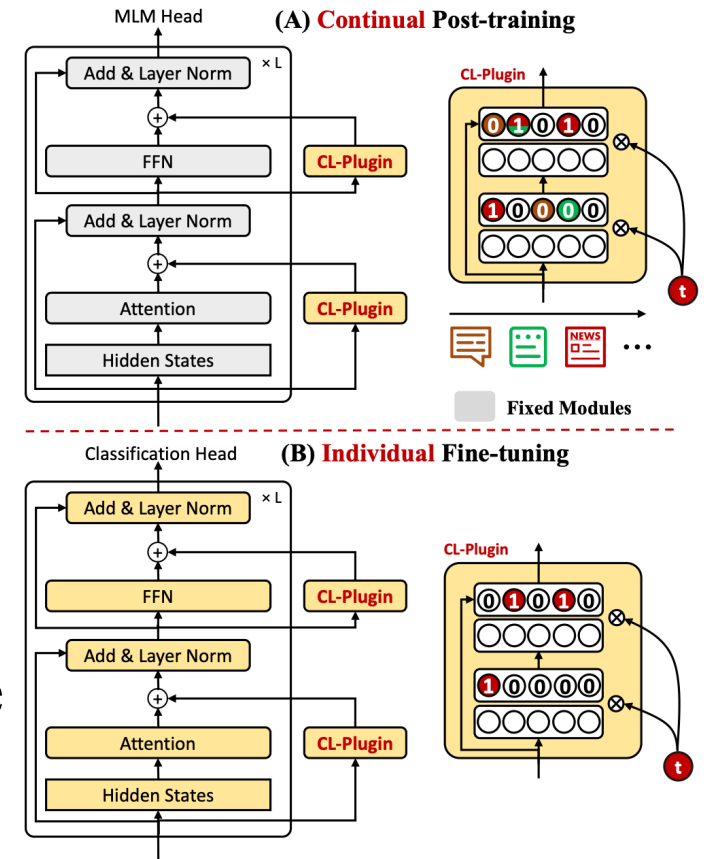 MLM Head
(A) Continual Post-training
Add & Layer Norm
× L
+
FFN
CL-Plugin
Add & Layer Norm
+
Attention
CL-Plugin
Hidden States
CL-Plugin
0 1 0 1 0
1 0 0 0 0
t
NEWS
...
Fixed Modules
Classification Head
(B) Individual Fine-tuning
Add & Layer Norm
× L
+
FFN
CL-Plugin
Add & Layer Norm
+
Attention
CL-Plugin
Hidden States
CL-Plugin
0 1 0 1 0
1 0 0 0 0
t